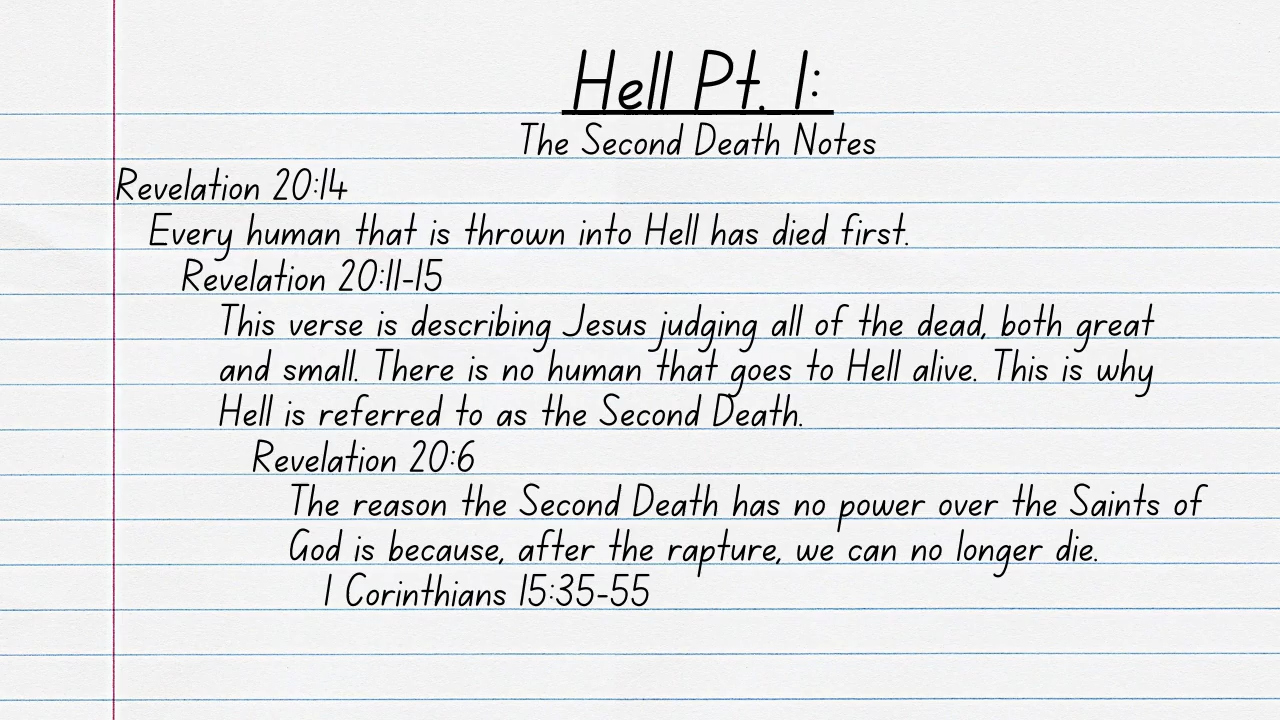 Hell Pt. 1:
The Second Death Notes
Revelation 20:14
Every human that is thrown into Hell has died first.
Revelation 20:11-15
This verse is describing Jesus judging all of the dead, both great
and small. There is no human that goes to Hell alive. This is why
Hell is referred to as the Second Death.
Revelation 20:6
The reason the Second Death has no power over the Saints of
God is because, after the rapture, we can no longer die.
1 Corinthians 15:35-55